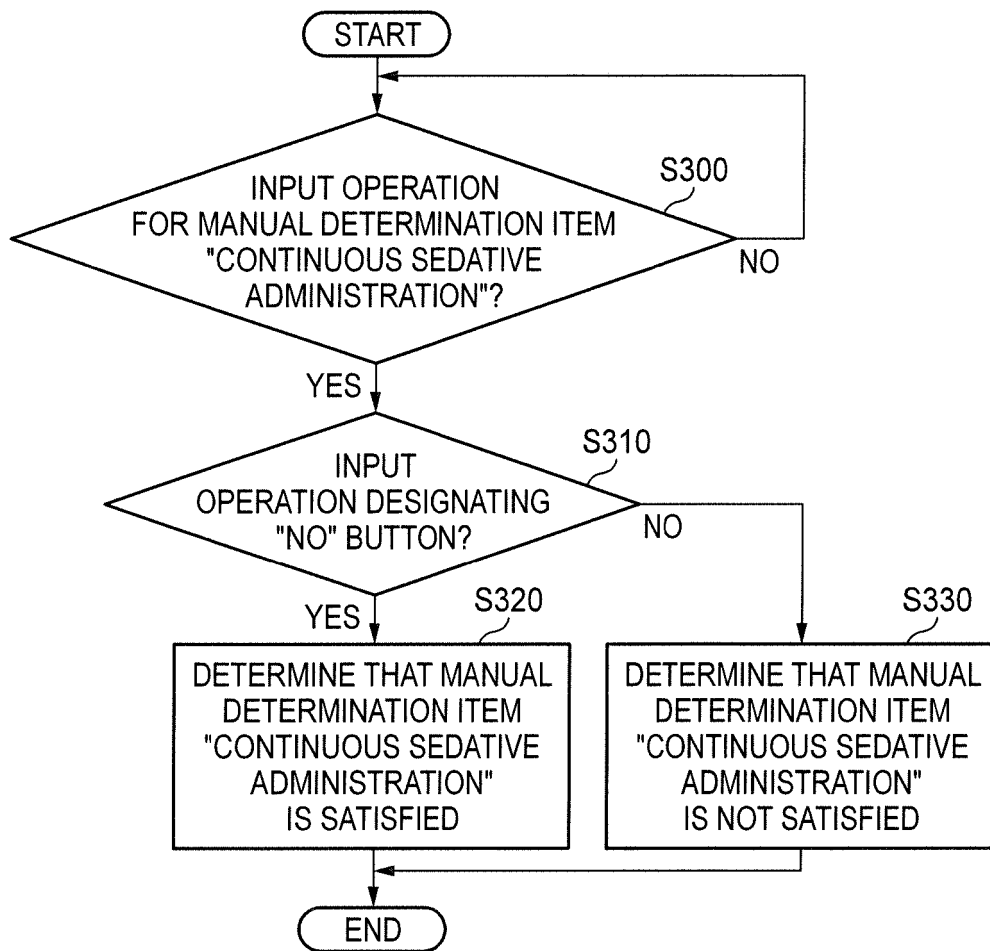 START
S300
INPUT OPERATION
FOR MANUAL DETERMINATION ITEM
"CONTINUOUS SEDATIVE
ADMINISTRATION"?
NO
YES
S310
INPUT
OPERATION DESIGNATING
"NO" BUTTON?
NO
YES
S320
DETERMINE THAT MANUAL
DETERMINATION ITEM
"CONTINUOUS SEDATIVE
ADMINISTRATION"
IS SATISFIED
S330
DETERMINE THAT MANUAL
DETERMINATION ITEM
"CONTINUOUS SEDATIVE
ADMINISTRATION"
IS NOT SATISFIED
END